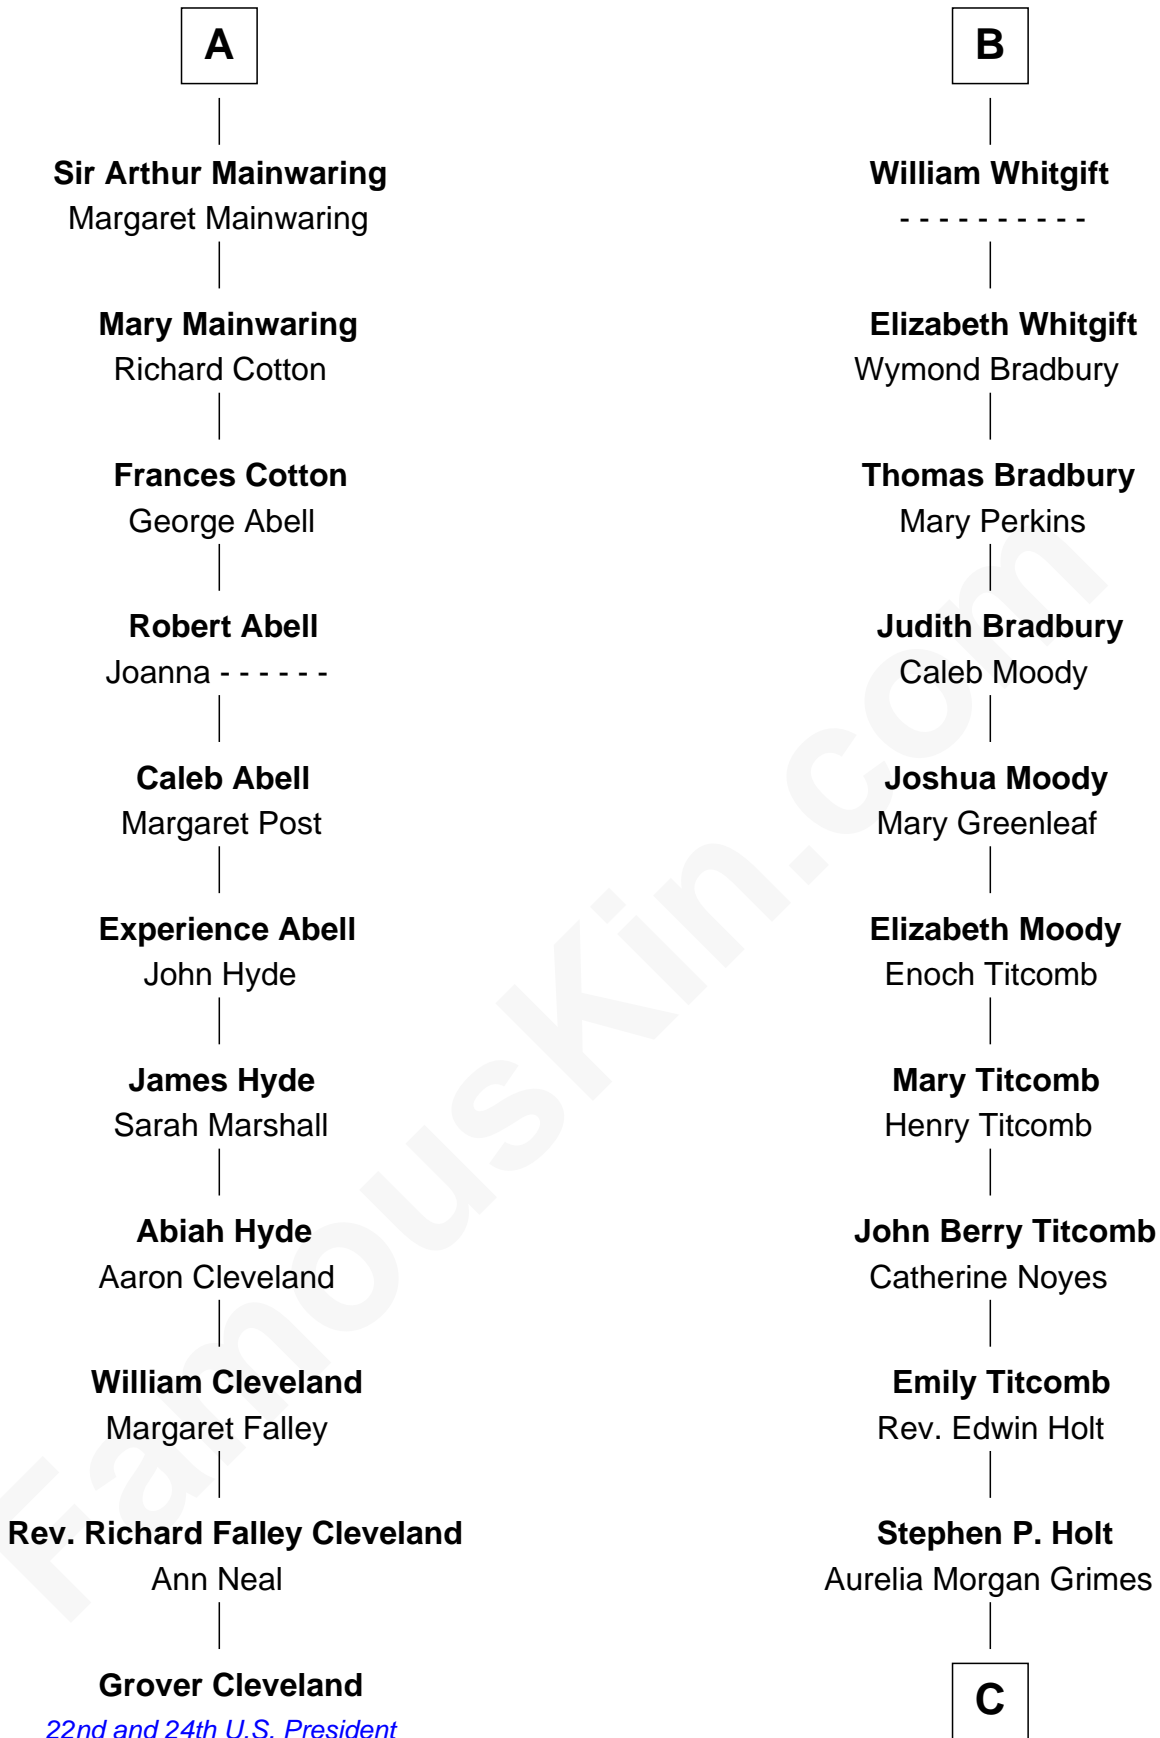 A
Sir Arthur Mainwaring
Margaret Mainwaring
Mary Mainwaring
Richard Cotton
Frances Cotton
George Abell
Robert Abell
Joanna - - - - - -
Caleb Abell
Margaret Post
Experience Abell
John Hyde
James Hyde
Sarah Marshall
Abiah Hyde
Aaron Cleveland
William Cleveland
Margaret Falley
Rev. Richard Falley Cleveland
Ann Neal
Grover Cleveland
22nd and 24th U.S. President
B
William Whitgift
- - - - - - - - - -
Elizabeth Whitgift
Wymond Bradbury
Thomas Bradbury
Mary Perkins
Judith Bradbury
Caleb Moody
Joshua Moody
Mary Greenleaf
Elizabeth Moody
Enoch Titcomb
Mary Titcomb
Henry Titcomb
John Berry Titcomb
Catherine Noyes
Emily Titcomb
Rev. Edwin Holt
Stephen P. Holt
Aurelia Morgan Grimes
C
FamousKin.com